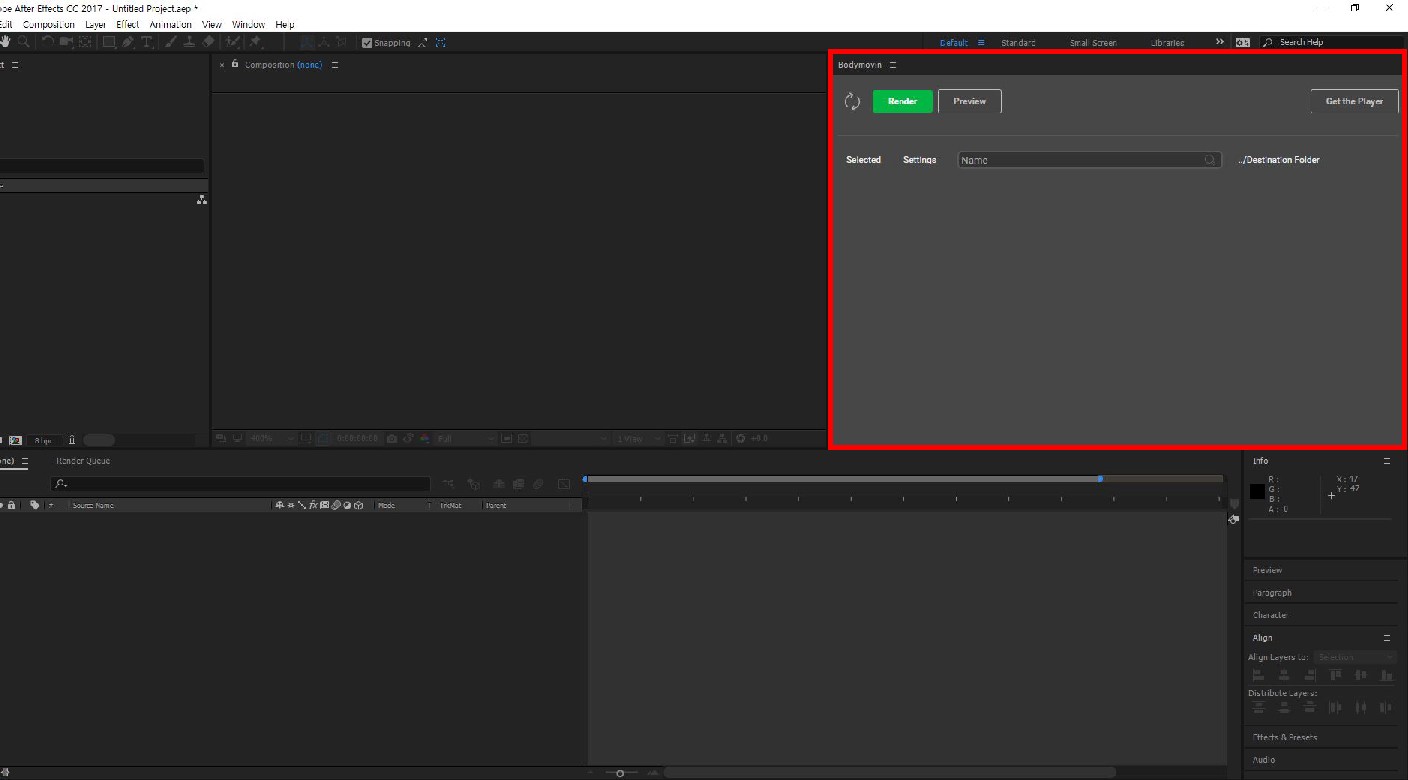 obe After Effects CC 2017 - Untitled Project.aep *
Edit Composition Layer Effect Animation View Window Help
Snapping
Default Standard Small Screen Libraries Search Help
Composition (none)
Bodymovin
Render Preview Get the Player
Selected Settings Name ../Destination Folder
8 bpc
400% 0:00:00:00 Full 1 View +0.0
one) Render Queue
# Source Name Mode T TrkMat Parent
Info
R :
G :
B :
A : 0
X : 17
Y : 47
Preview
Paragraph
Character
Align
Align Layers to: Selection
Distribute Layers:
Effects & Presets
Audio